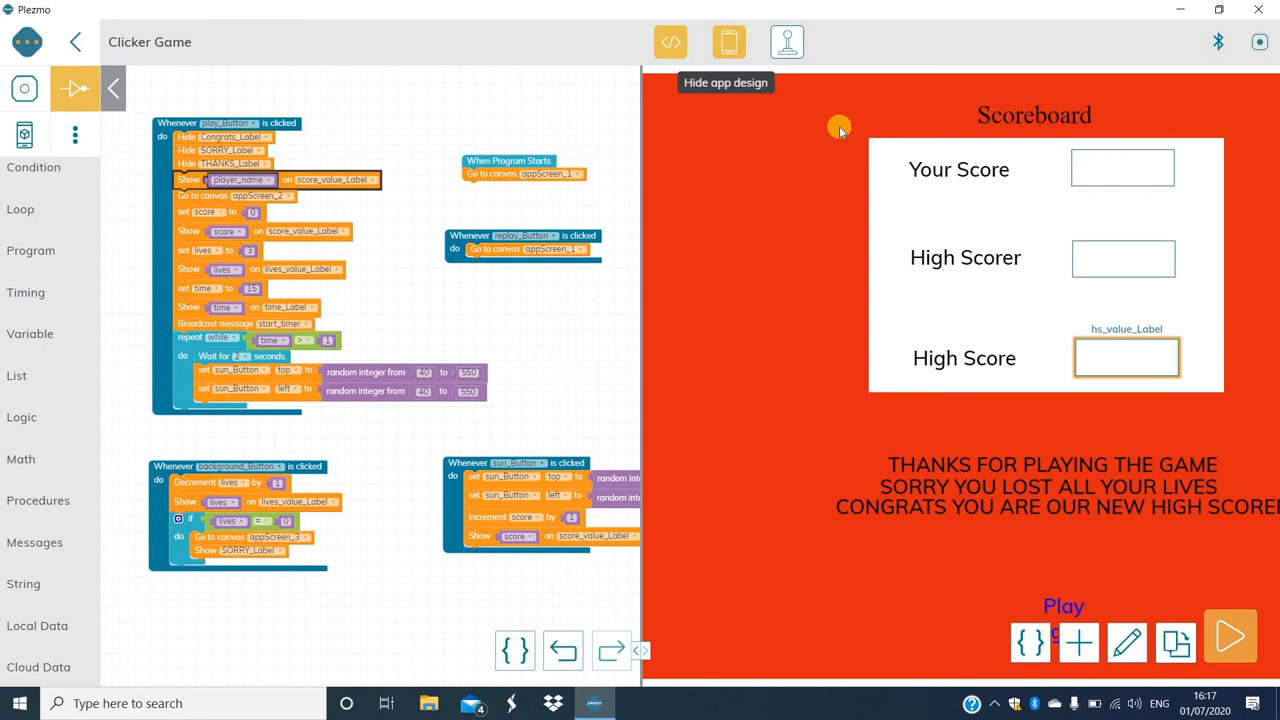 Plezmo
Clicker Game
Hide app design
Condition
Loop
Program
Timing
Variable
List
Logic
Math
Procedures
Messages
String
Local Data
Cloud Data
Whenever play_Button is clicked
do Hide Congrats_Label
Hide SORRY_Label
Hide THANKS_Label
Show player_name on score_value_Label
Go to canvas appScreen_2
set score to 0
Show score on score_value_Label
set lives to 3
Show lives on lives_value_Label
set time to 15
Show time on time_Label
Broadcast message start_timer
repeat while time > 1
do Wait for 2 seconds
set sun_Button top to random integer from 40 to 550
set sun_Button left to random integer from 40 to 550
When Program Starts
Go to canvas appScreen_1
Whenever replay_Button is clicked
do Go to canvas appScreen_1
Whenever background_Button is clicked
do Decrement lives by 1
Show lives on lives_value_Label
if lives = 0
do Go to canvas appScreen_3
Show SORRY_Label
Whenever sun_Button is clicked
do set sun_Button top to random inte
set sun_Button left to random inte
Increment score by 1
Show score on score_value_Label
Scoreboard
Your Score
High Scorer
hs_value_Label
High Score
THANKS FOR PLAYING THE GAME
SORRY YOU LOST ALL YOUR LIVES
CONGRATS YOU ARE OUR NEW HIGH SCORER
Play
Type here to search
4
ENG
16:17
01/07/2020